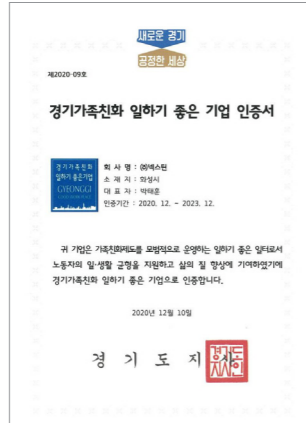 새로운 경기
공정한 세상
제2020-09호
경기가족친화 일하기 좋은 기업 인증서
경기가족친화
일하기 좋은기업
GYEONGGI
회 사 명 : ㈜넥스틴
소 재 지 : 화성시
대 표 자 : 박태훈
인증기간 : 2020. 12. ~ 2023. 12.
귀 기업은 가족친화제도를 모범적으로 운영하는 일하기 좋은 일터로서
노동자의 일·생활 균형을 지원하고 삶의 질 향상에 기여하였기에
경기가족친화 일하기 좋은 기업으로 인증합니다.
2020년 12월 10일
경 기 도 지 사